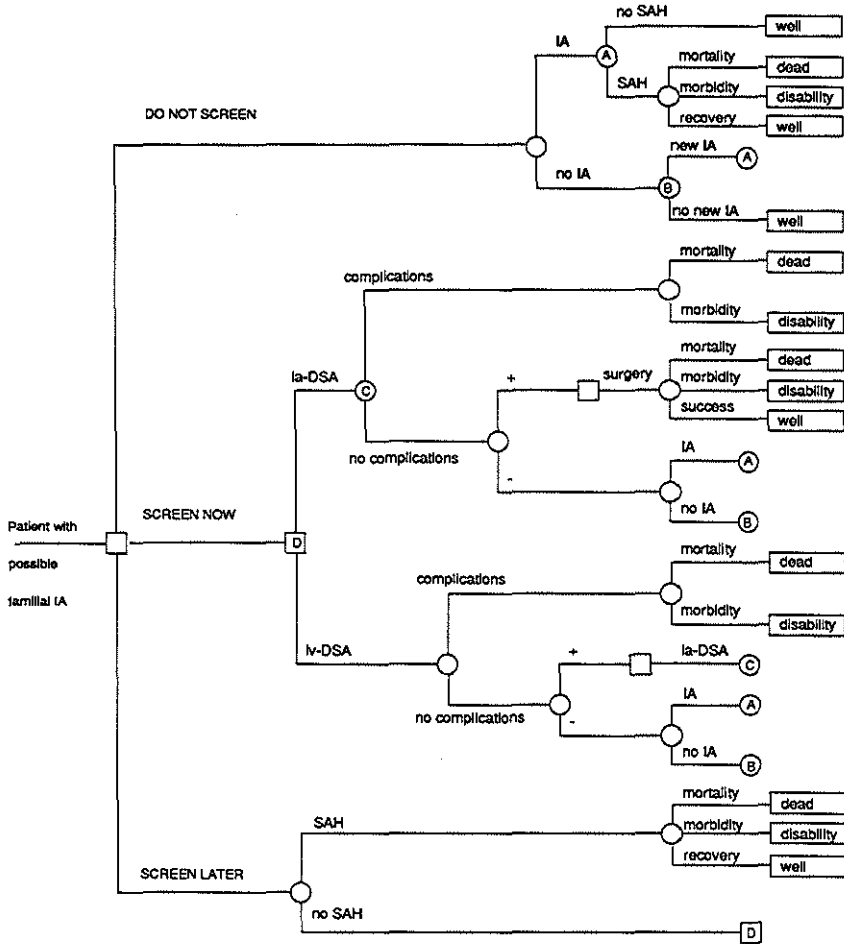 no SAH
well
IA
A
mortality
dead
SAH
morbidity
disability
recovery
well
DO NOT SCREEN
new IA
A
no IA
B
no new IA
well
mortality
dead
complications
morbidity
disability
Ia-DSA
C
mortality
dead
+
surgery
morbidity
disability
success
well
no complications
-
IA
A
no IA
B
Patient with
possible
familial IA
SCREEN NOW
D
mortality
dead
complications
morbidity
disability
Iv-DSA
+
Ia-DSA
C
no complications
-
IA
A
no IA
B
mortality
dead
SAH
morbidity
disability
recovery
well
SCREEN LATER
no SAH
D